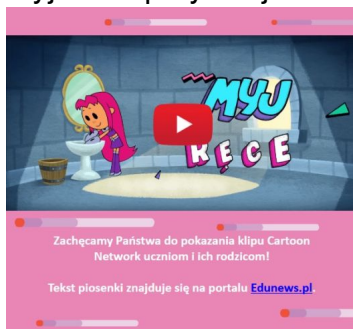 MYJ
RĘCE
Zachęcamy Państwa do pokazania klipu Cartoon
Network uczniom i ich rodzicom!
Tekst piosenki znajduje się na portalu Edunews.pl.